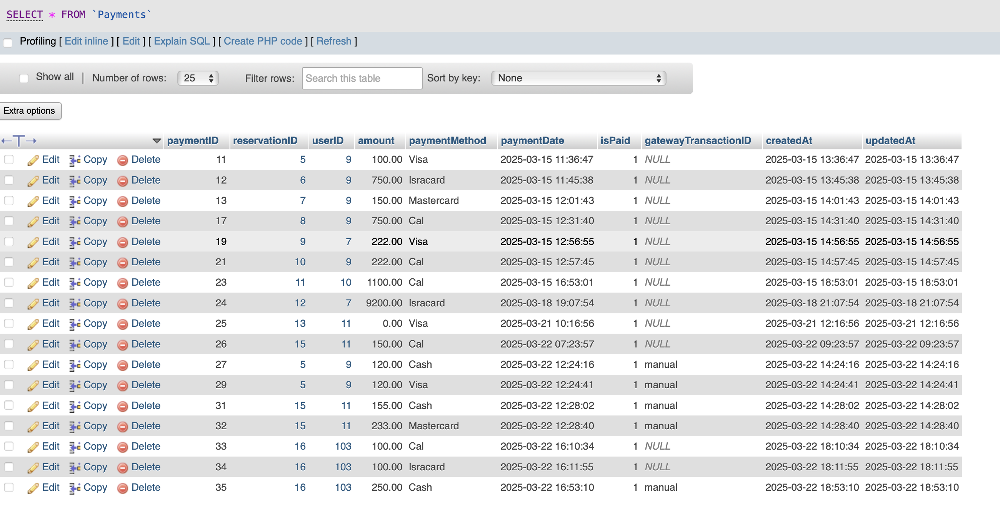 SELECT * FROM `Payments`
Profiling [ Edit inline ] [ Edit ] [ Explain SQL ] [ Create PHP code ] [ Refresh ]
Show all | Number of rows: 25 Filter rows: Search this table Sort by key: None
Extra options
←T→ paymentID reservationID userID amount paymentMethod paymentDate isPaid gatewayTransactionID createdAt updatedAt
Edit Copy Delete 11 5 9 100.00 Visa 2025-03-15 11:36:47 1 NULL 2025-03-15 13:36:47 2025-03-15 13:36:47
Edit Copy Delete 12 6 9 750.00 Isracard 2025-03-15 11:45:38 1 NULL 2025-03-15 13:45:38 2025-03-15 13:45:38
Edit Copy Delete 13 7 9 150.00 Mastercard 2025-03-15 12:01:43 1 NULL 2025-03-15 14:01:43 2025-03-15 14:01:43
Edit Copy Delete 17 8 9 750.00 Cal 2025-03-15 12:31:40 1 NULL 2025-03-15 14:31:40 2025-03-15 14:31:40
Edit Copy Delete 19 9 7 222.00 Visa 2025-03-15 12:56:55 1 NULL 2025-03-15 14:56:55 2025-03-15 14:56:55
Edit Copy Delete 21 10 9 222.00 Cal 2025-03-15 12:57:45 1 NULL 2025-03-15 14:57:45 2025-03-15 14:57:45
Edit Copy Delete 23 11 10 1100.00 Cal 2025-03-15 16:53:01 1 NULL 2025-03-15 18:53:01 2025-03-15 18:53:01
Edit Copy Delete 24 12 7 9200.00 Isracard 2025-03-18 19:07:54 1 NULL 2025-03-18 21:07:54 2025-03-18 21:07:54
Edit Copy Delete 25 13 11 0.00 Visa 2025-03-21 10:16:56 1 NULL 2025-03-21 12:16:56 2025-03-21 12:16:56
Edit Copy Delete 26 15 11 150.00 Cal 2025-03-22 07:23:57 1 NULL 2025-03-22 09:23:57 2025-03-22 09:23:57
Edit Copy Delete 27 5 9 120.00 Cash 2025-03-22 12:24:16 1 manual 2025-03-22 14:24:16 2025-03-22 14:24:16
Edit Copy Delete 29 5 9 120.00 Visa 2025-03-22 12:24:41 1 manual 2025-03-22 14:24:41 2025-03-22 14:24:41
Edit Copy Delete 31 15 11 155.00 Cash 2025-03-22 12:28:02 1 manual 2025-03-22 14:28:02 2025-03-22 14:28:02
Edit Copy Delete 32 15 11 233.00 Mastercard 2025-03-22 12:28:40 1 manual 2025-03-22 14:28:40 2025-03-22 14:28:40
Edit Copy Delete 33 16 103 100.00 Cal 2025-03-22 16:10:34 1 NULL 2025-03-22 18:10:34 2025-03-22 18:10:34
Edit Copy Delete 34 16 103 100.00 Isracard 2025-03-22 16:11:55 1 NULL 2025-03-22 18:11:55 2025-03-22 18:11:55
Edit Copy Delete 35 16 103 250.00 Cash 2025-03-22 16:53:10 1 manual 2025-03-22 18:53:10 2025-03-22 18:53:10